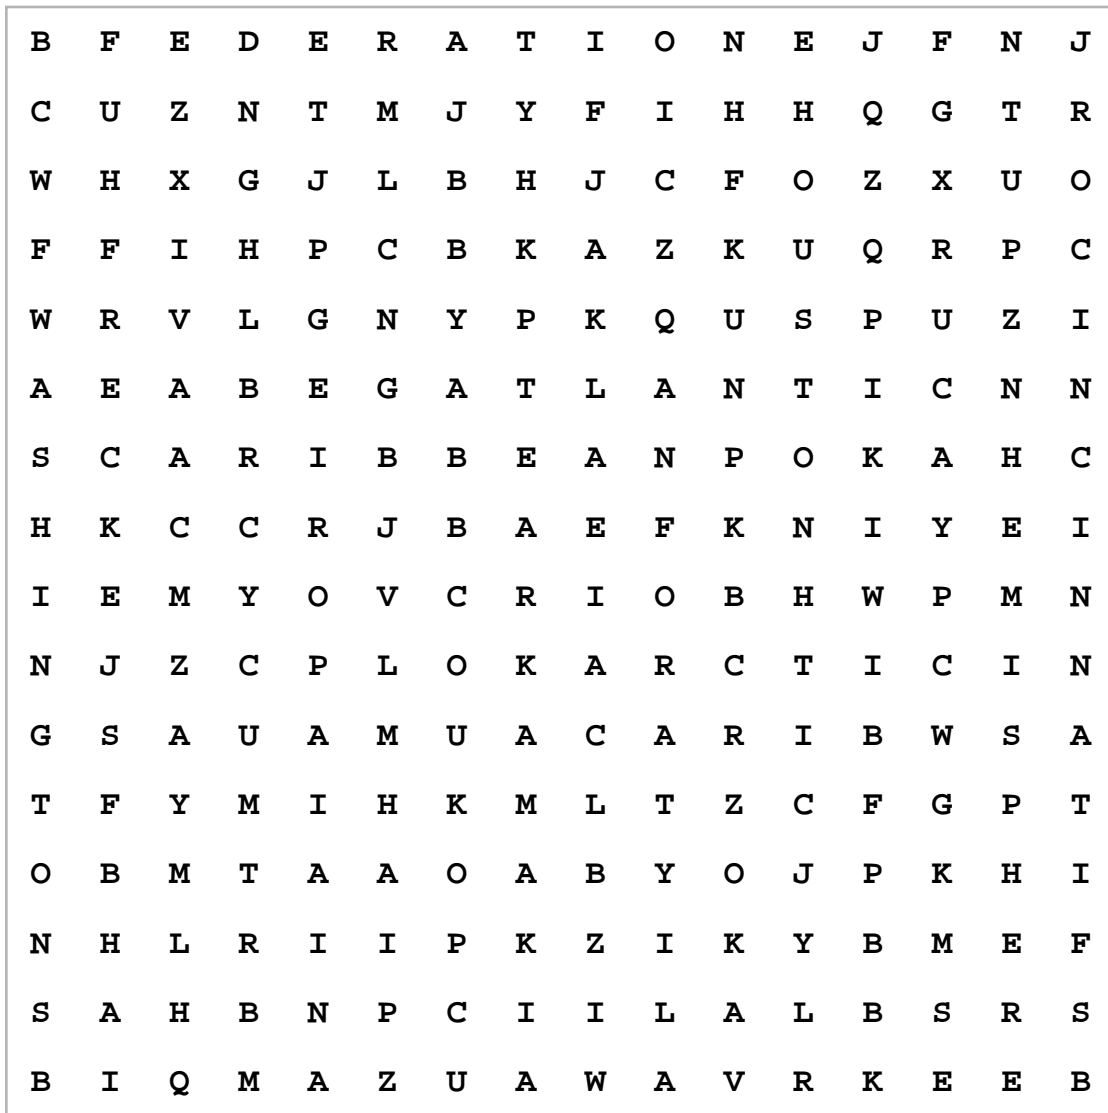 B F E D E R A T I O N E J F N J
C U Z N T M J Y F I H H Q G T R
W H X G J L B H J C F O Z X U O
F F I H P C B K A Z K U Q R P C
W R V L G N Y P K Q U S P U Z I
A E A B E G A T L A N T I C N N
S C A R I B B E A N P O K A H C
H K C C R J B A E F K N I Y E I
I E M Y O V C R I O B H W P M N
N J Z C P L O K A R C T I C I N
G S A U A M U A C A R I B W S A
T F Y M I H K M L T Z C F G P T
O B M T A A O A B Y O J P K H I
N H L R I I P K Z I K Y B M E F
S A H B N P C I I L A L B S R S
B I Q M A Z U A W A V R K E E B